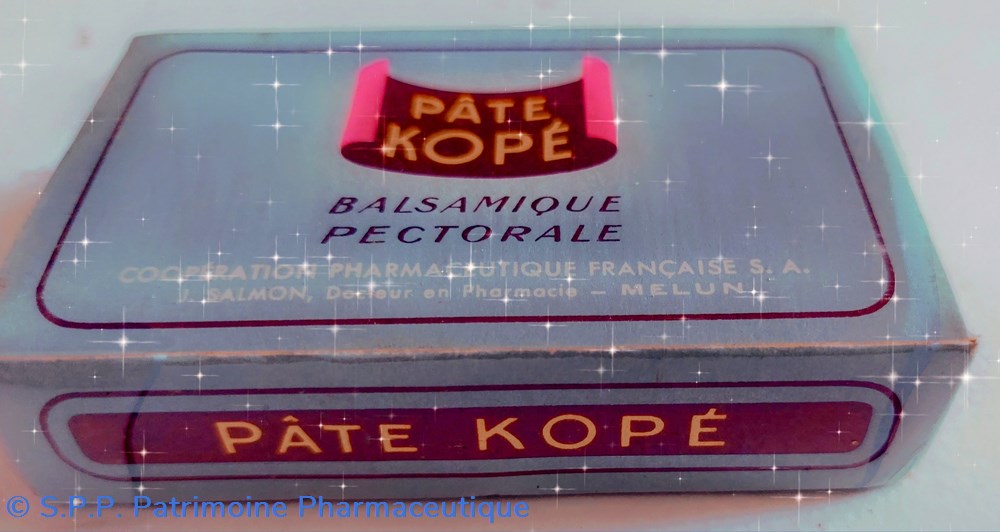 PÂTE
KOPÉ
BALSAMIQUE
PECTORALE
COOPÉRATION PHARMACEUTIQUE FRANÇAISE S. A.
J. SALMON, Docteur en Pharmacie – MELUN
PÂTE KOPÉ
© S.P.P. Patrimoine Pharmaceutique